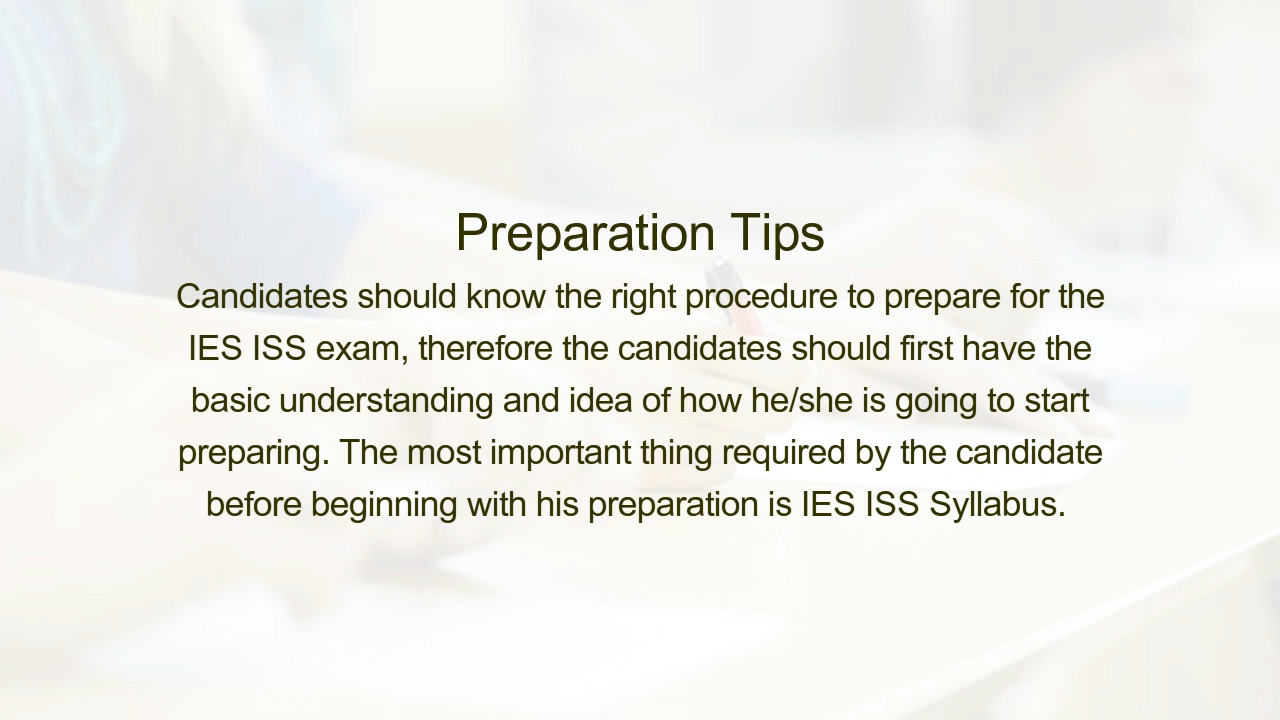 Preparation Tips
Candidates should know the right procedure to prepare for the
IES ISS exam, therefore the candidates should first have the
basic understanding and idea of how he/she is going to start
preparing. The most important thing required by the candidate
before beginning with his preparation is IES ISS Syllabus.